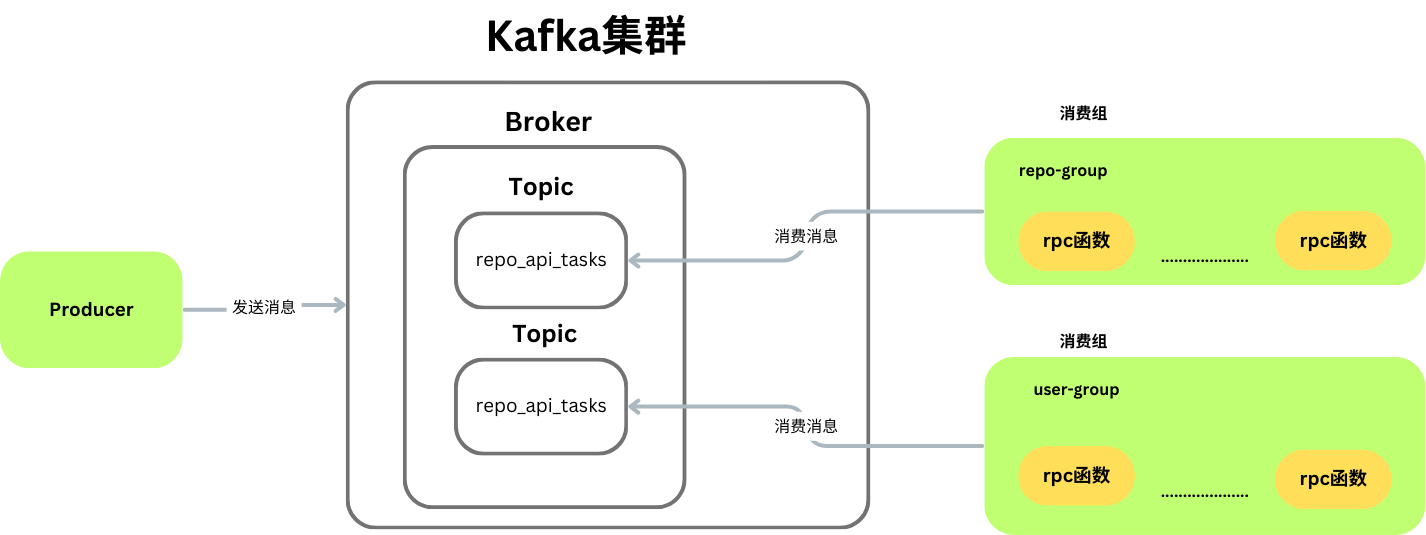 Kafka集群
Broker
Topic
repo_api_tasks
Topic
repo_api_tasks
Producer
发送消息
消费消息
消费消息
消费组
repo-group
rpc函数
....................
rpc函数
消费组
user-group
rpc函数
....................
rpc函数